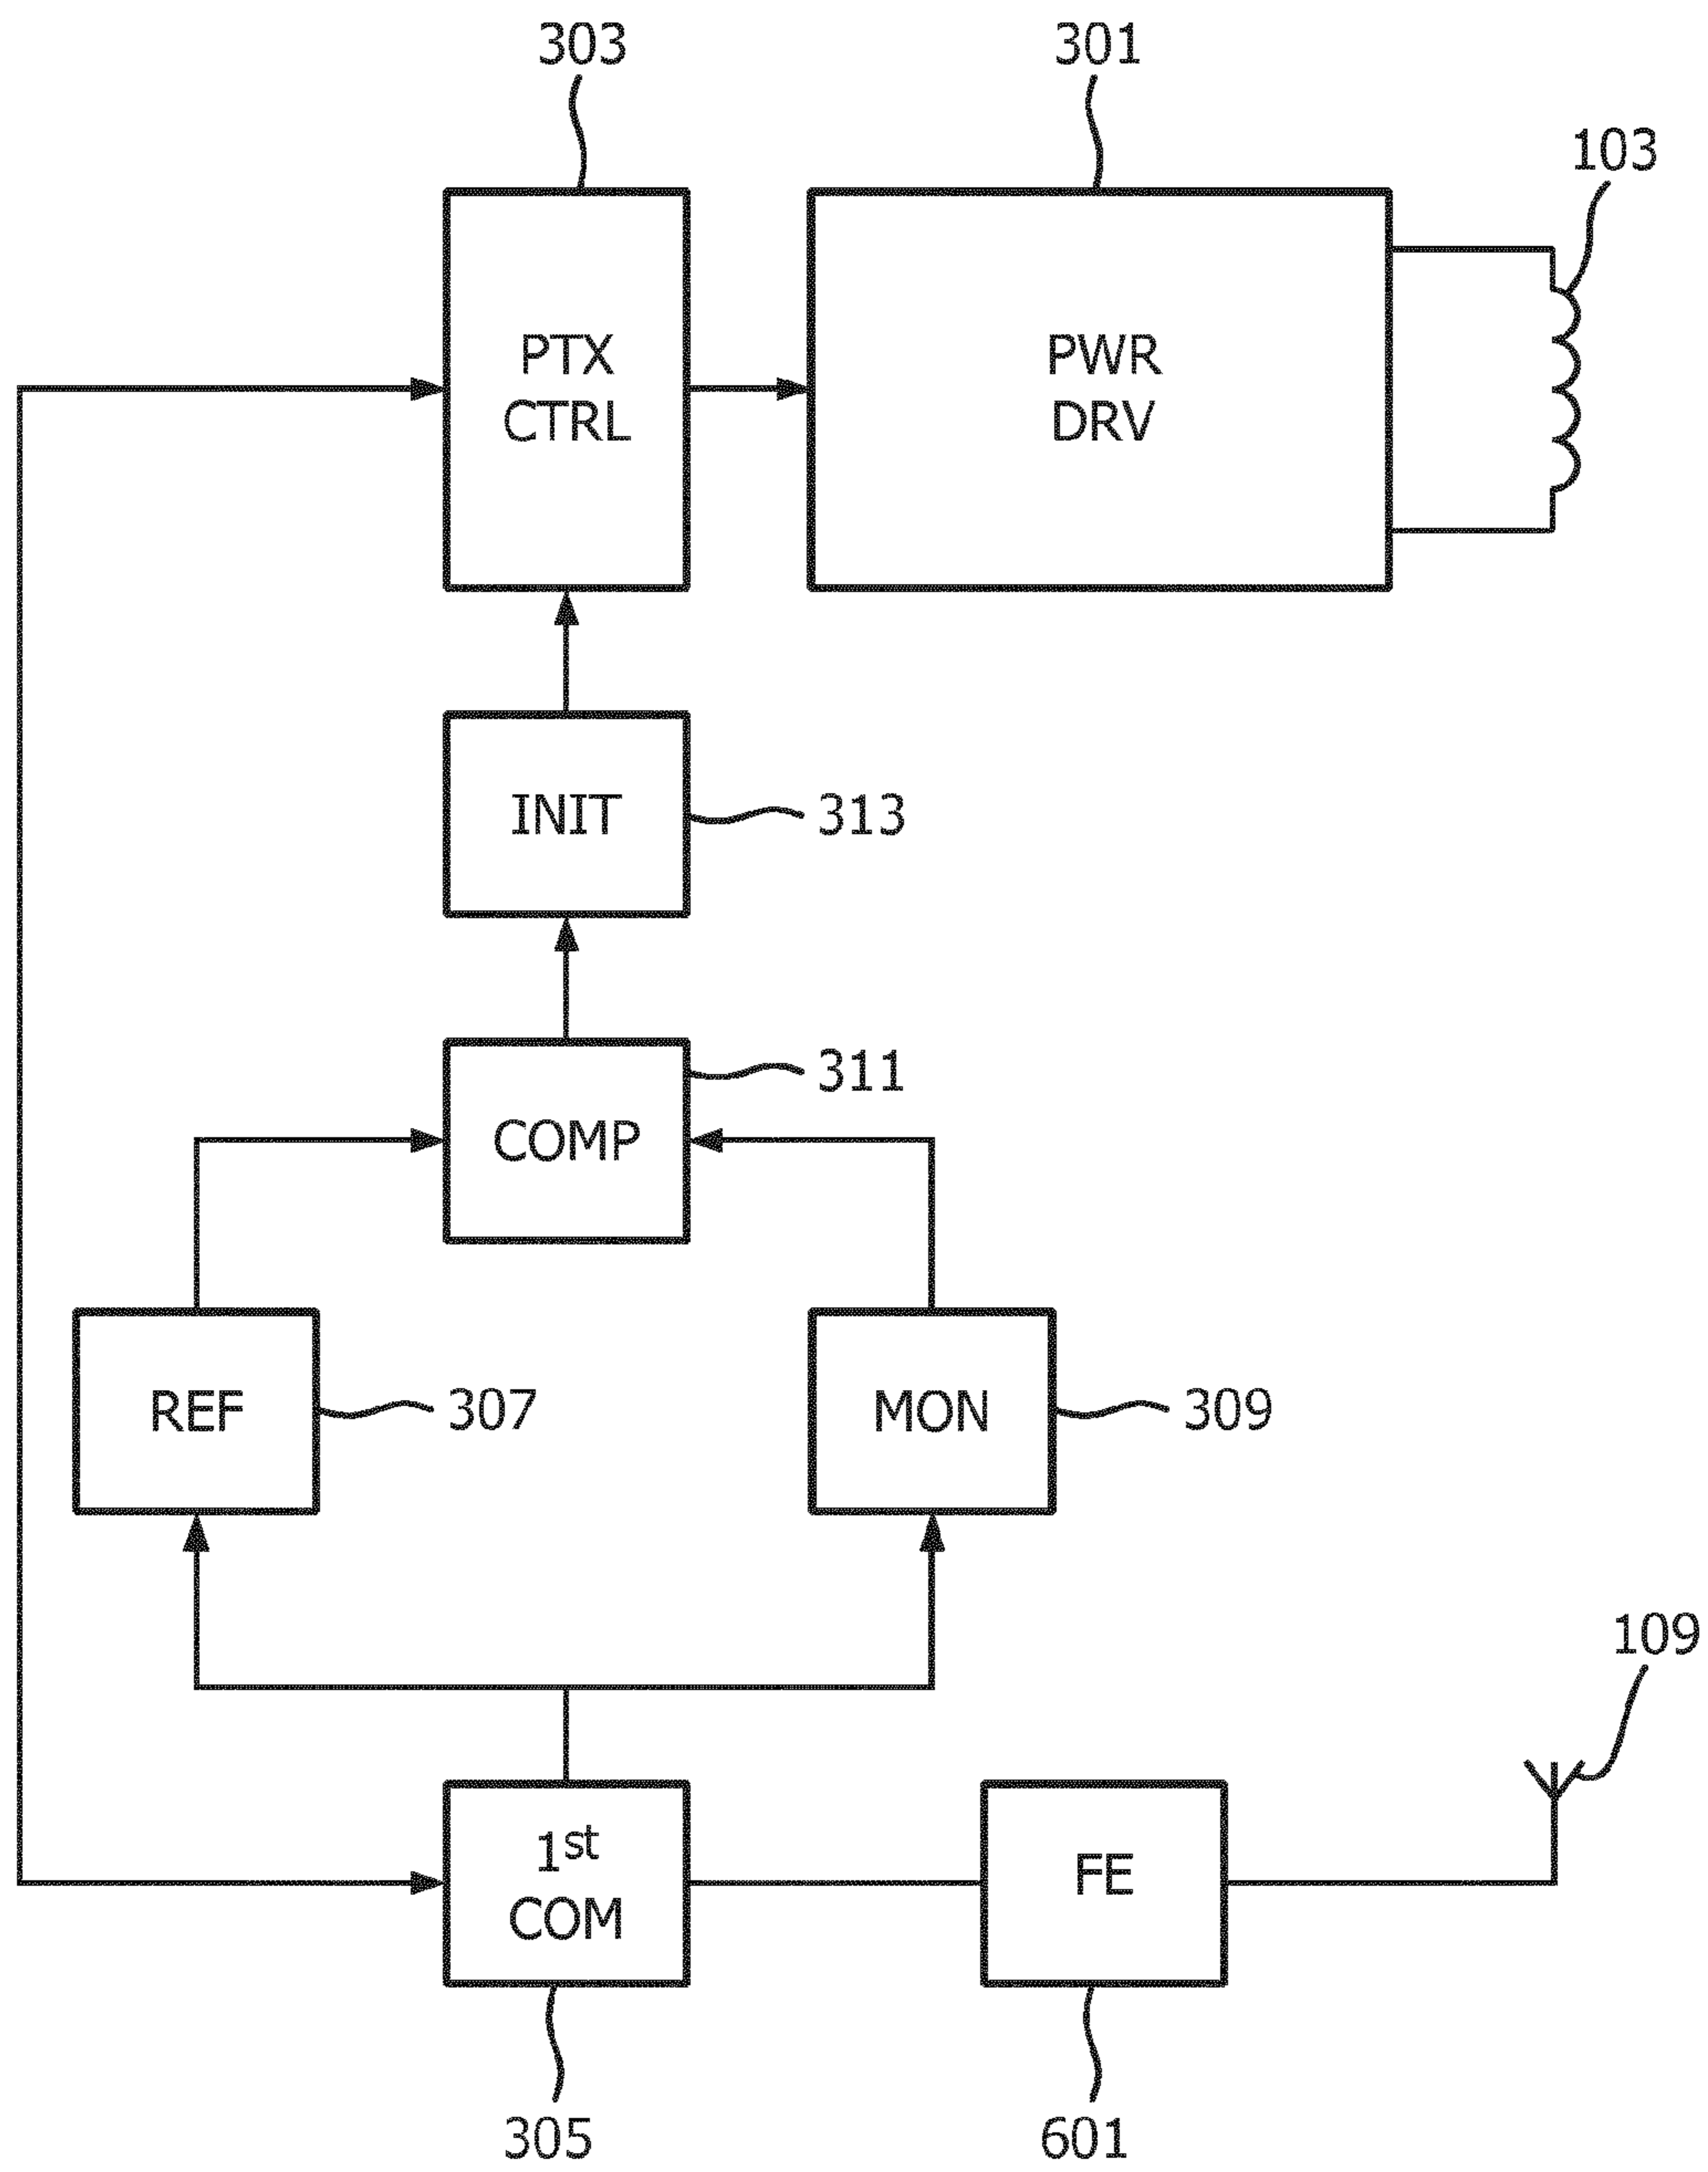 303
301
103
PTX
CTRL
PWR
DRV
INIT
313
311
COMP
REF
307
MON
309
109
1st
COM
FE
305
601